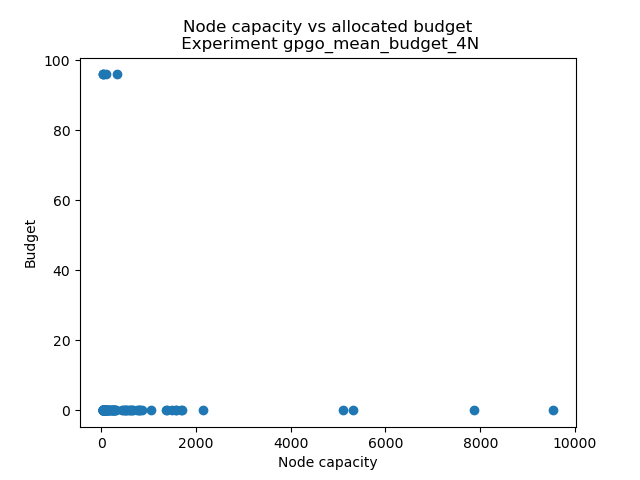 Node capacity vs allocated budget
Experiment gpgo_mean_budget_4N
100
80
60
40
20
0
Budget
0 2000 4000 6000 8000 10000
Node capacity